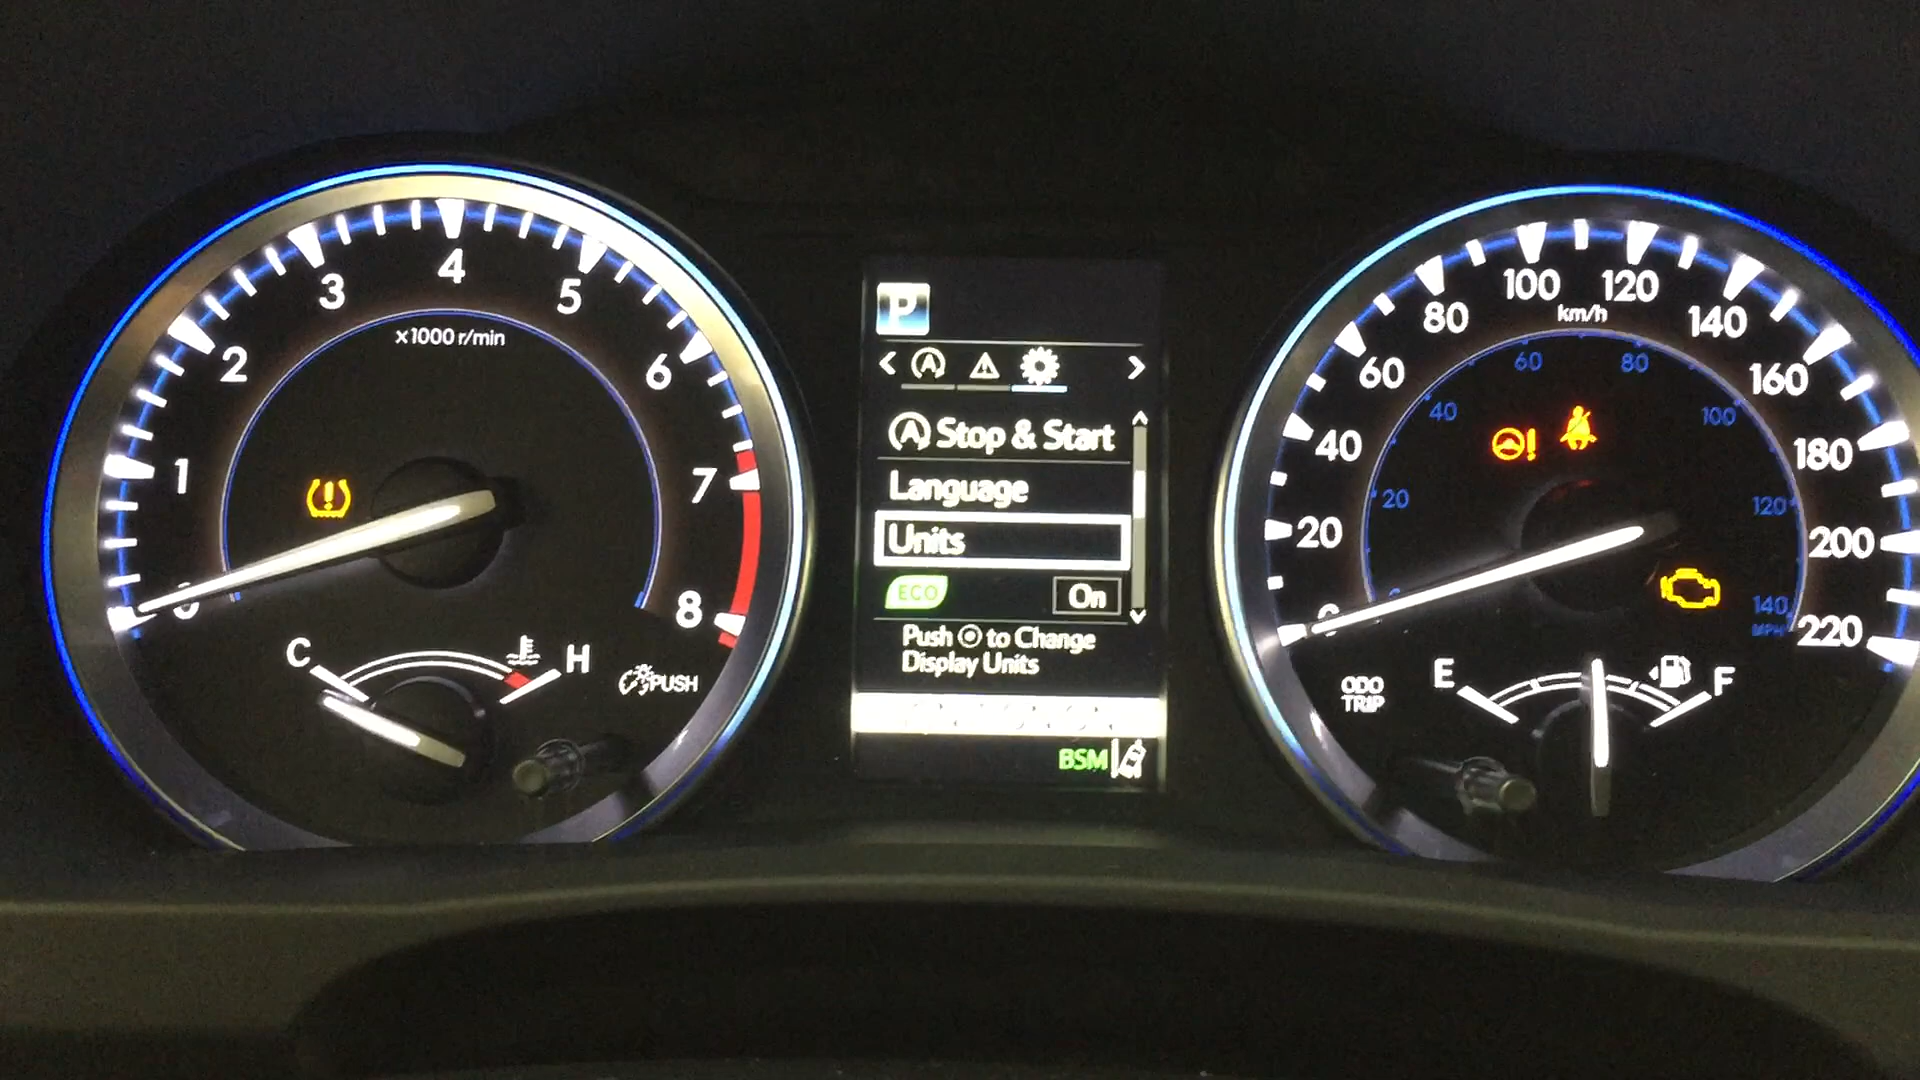 0 1 2 3 4 5 6 7 8
x1000 r/min
C H
PUSH
P
Stop & Start
Language
Units
ECO On
Push to Change
Display Units
BSM
0 20 40 60 80 100 120 140 160 180 200 220
km/h
20 40 60 80 100 120 140
MPH
ODO
TRIP
E F